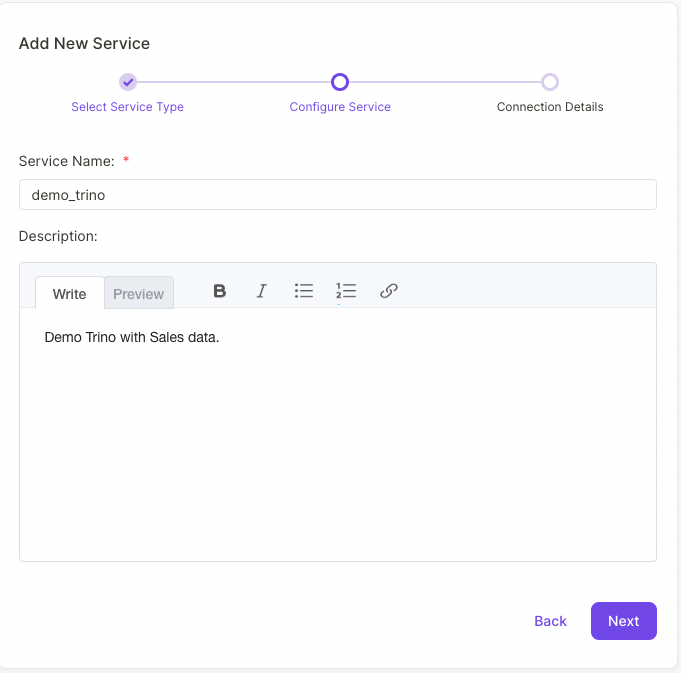 Add New Service
Select Service Type
Configure Service
Connection Details
Service Name: *
demo_trino
Description:
Write Preview B I
Demo Trino with Sales data.
Back Next